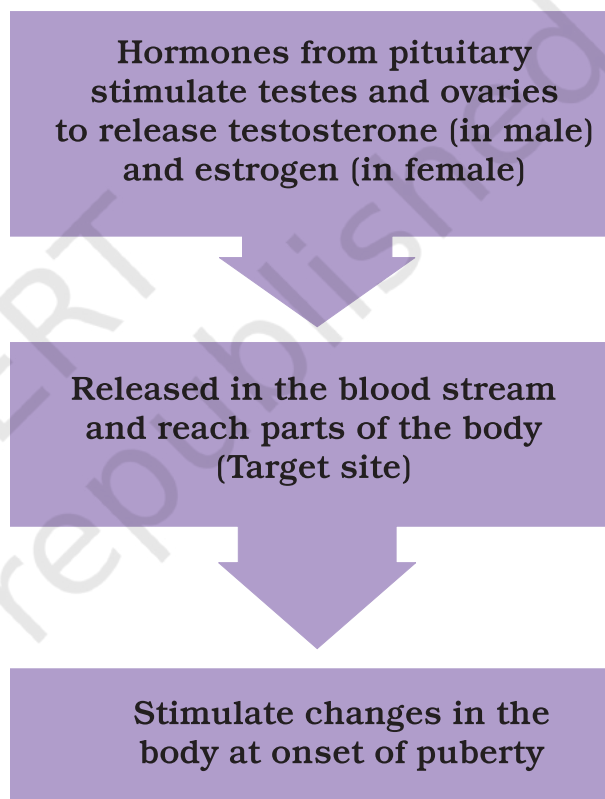 Hormones from pituitary
stimulate testes and ovaries
to release testosterone (in male)
and estrogen (in female)
Released in the blood stream
and reach parts of the body
(Target site)
Stimulate changes in the
body at onset of puberty
republished